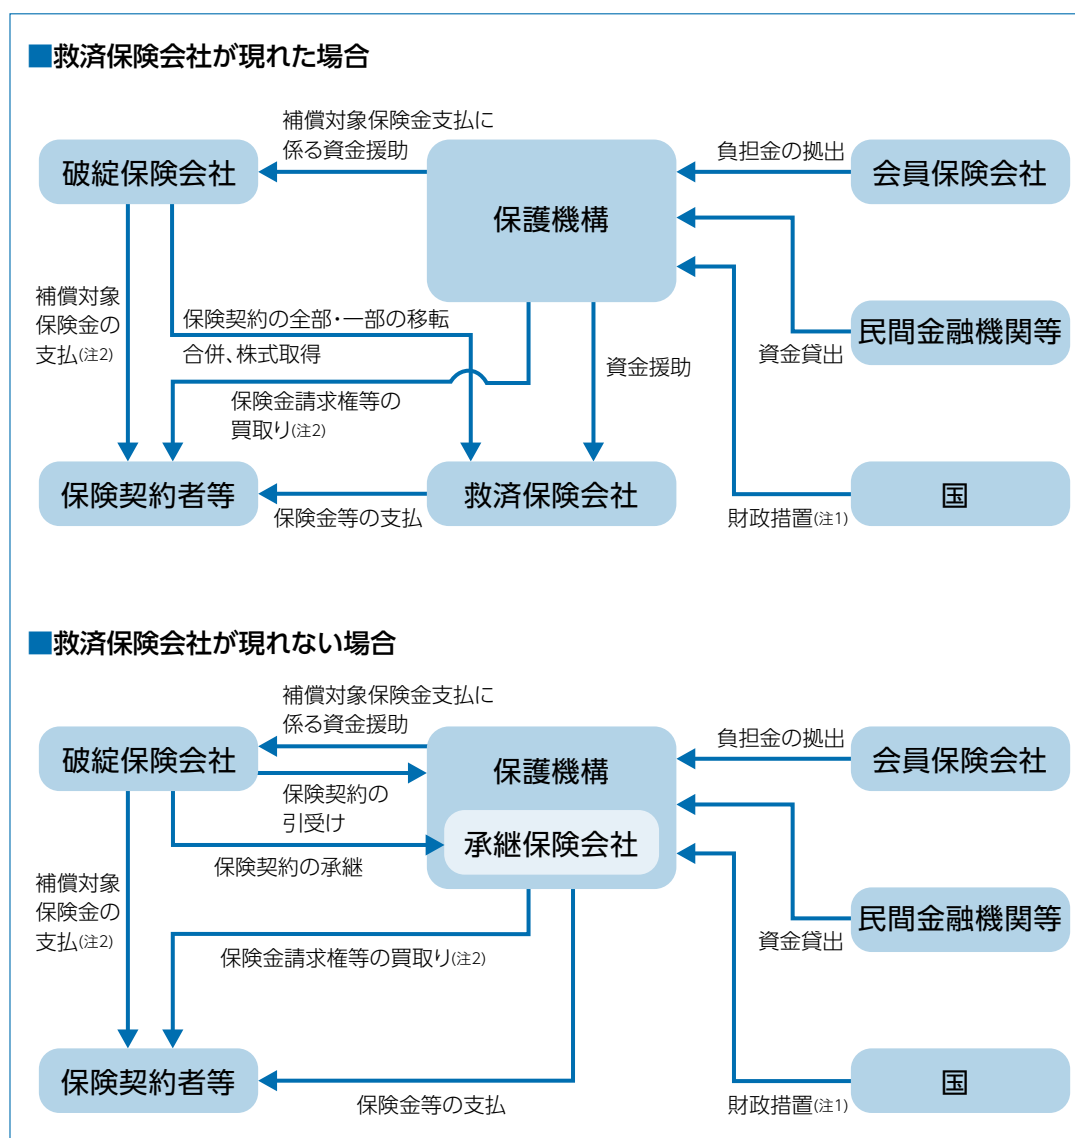 ■救済保険会社が現れた場合
補償対象保険金支払に
係る資金援助
負担金の拠出
破綻保険会社
保護機構
会員保険会社
補償対象
保険金の
支払(注2)
保険契約の全部・一部の移転
合併、株式取得
資金援助
民間金融機関等
資金貸出
保険金請求権等の
買取り(注2)
保険契約者等
救済保険会社
国
保険金等の支払
財政措置(注1)
■救済保険会社が現れない場合
補償対象保険金支払に
係る資金援助
負担金の拠出
破綻保険会社
保護機構
会員保険会社
保険契約の
引受け
承継保険会社
保険契約の承継
補償対象
保険金の
支払(注2)
民間金融機関等
資金貸出
保険金請求権等の買取り(注2)
保険契約者等
国
保険金等の支払
財政措置(注1)